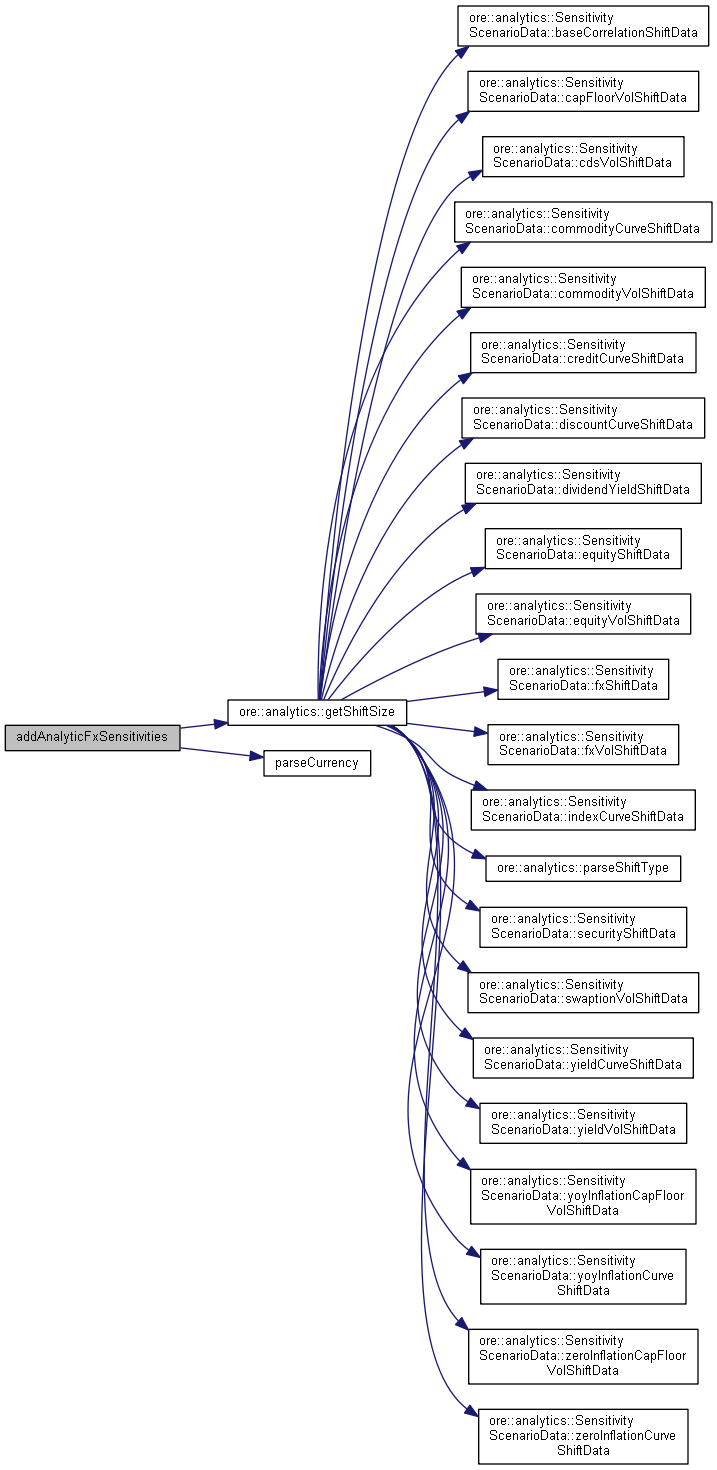 ore::analytics::Sensitivity
ScenarioData::baseCorrelationShiftData
ore::analytics::Sensitivity
ScenarioData::capFloorVolShiftData
ore::analytics::Sensitivity
ScenarioData::cdsVolShiftData
ore::analytics::Sensitivity
ScenarioData::commodityCurveShiftData
ore::analytics::Sensitivity
ScenarioData::commodityVolShiftData
ore::analytics::Sensitivity
ScenarioData::creditCurveShiftData
ore::analytics::Sensitivity
ScenarioData::discountCurveShiftData
ore::analytics::Sensitivity
ScenarioData::dividendYieldShiftData
ore::analytics::Sensitivity
ScenarioData::equityShiftData
ore::analytics::Sensitivity
ScenarioData::equityVolShiftData
ore::analytics::Sensitivity
ScenarioData::fxShiftData
ore::analytics::getShiftSize
addAnalyticFxSensitivities
ore::analytics::Sensitivity
ScenarioData::fxVolShiftData
parseCurrency
ore::analytics::Sensitivity
ScenarioData::indexCurveShiftData
ore::analytics::parseShiftType
ore::analytics::Sensitivity
ScenarioData::securityShiftData
ore::analytics::Sensitivity
ScenarioData::swaptionVolShiftData
ore::analytics::Sensitivity
ScenarioData::yieldCurveShiftData
ore::analytics::Sensitivity
ScenarioData::yieldVolShiftData
ore::analytics::Sensitivity
ScenarioData::yoyInflationCapFloor
VolShiftData
ore::analytics::Sensitivity
ScenarioData::yoyInflationCurve
ShiftData
ore::analytics::Sensitivity
ScenarioData::zeroInflationCapFloor
VolShiftData
ore::analytics::Sensitivity
ScenarioData::zeroInflationCurve
ShiftData